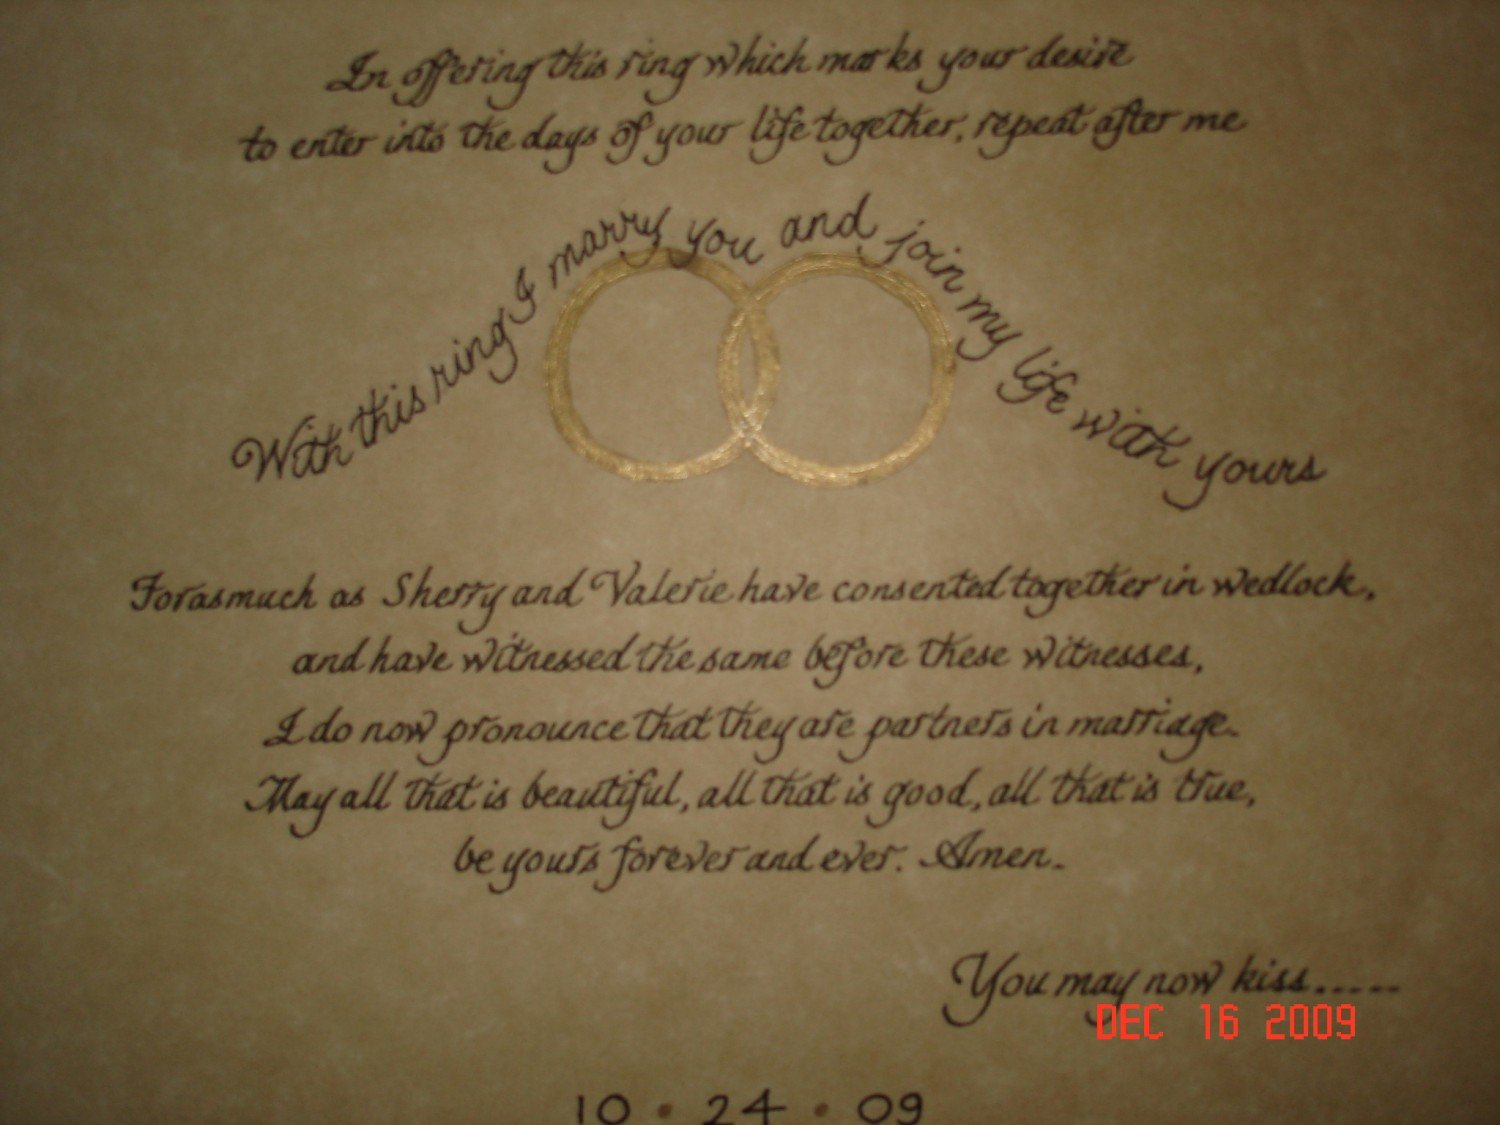 In offering this ring which marks your desire
to enter into the days of your life together, repeat after me
With this ring I marry you and join my life with yours
Forasmuch as Sherry and Valerie have consented together in wedlock,
and have witnessed the same before these witnesses,
I do now pronounce that they are partners in marriage.
May all that is beautiful, all that is good, all that is true,
be yours forever and ever. Amen.
You may now kiss.....
DEC 16 2009
10 • 24 • 09